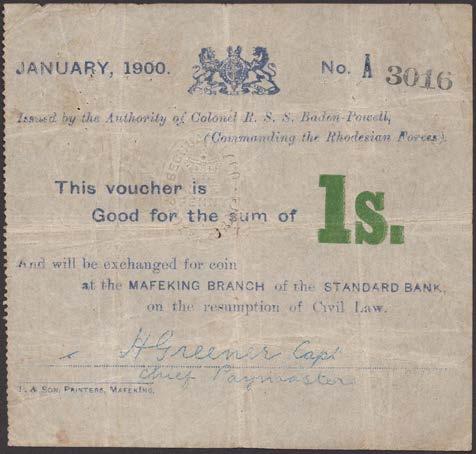 JANUARY, 1900.
No. A 3016
Issued by the Authority of Colonel R. S. S. Baden-Powell,
(Commanding the Rhodesian Forces).
This voucher is
Good for the sum of 1s.
And will be exchanged for coin
at the MAFEKING BRANCH of the STANDARD BANK,
on the resumption of Civil Law.
H Greener Capt
Chief Paymaster
& SON, PRINTERS, MAFEKING.